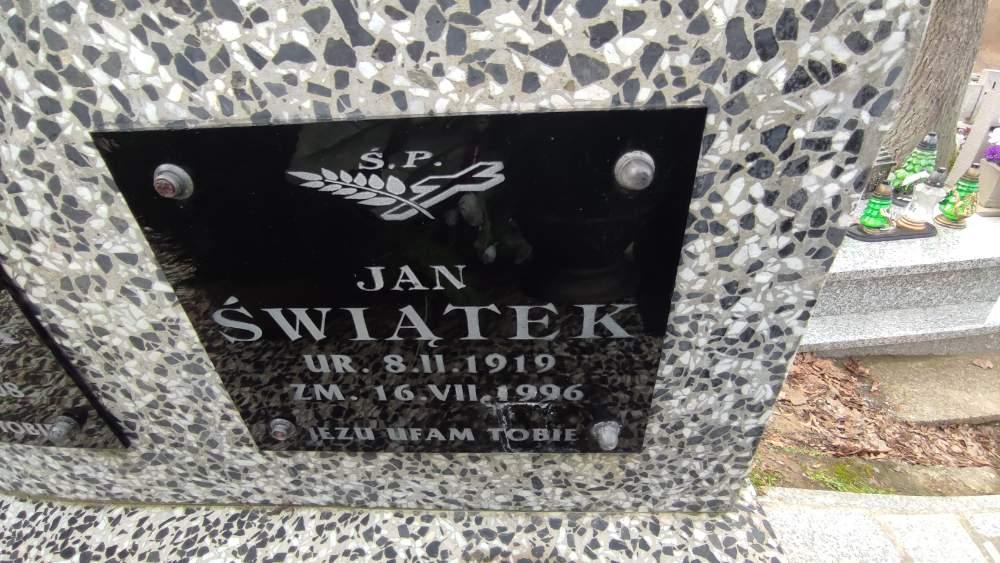 Ś.P.
JAN
ŚWIĄTEK
UR. 8.II.1919
ZM. 16.VII.1996
JEZU UFAM TOBIE